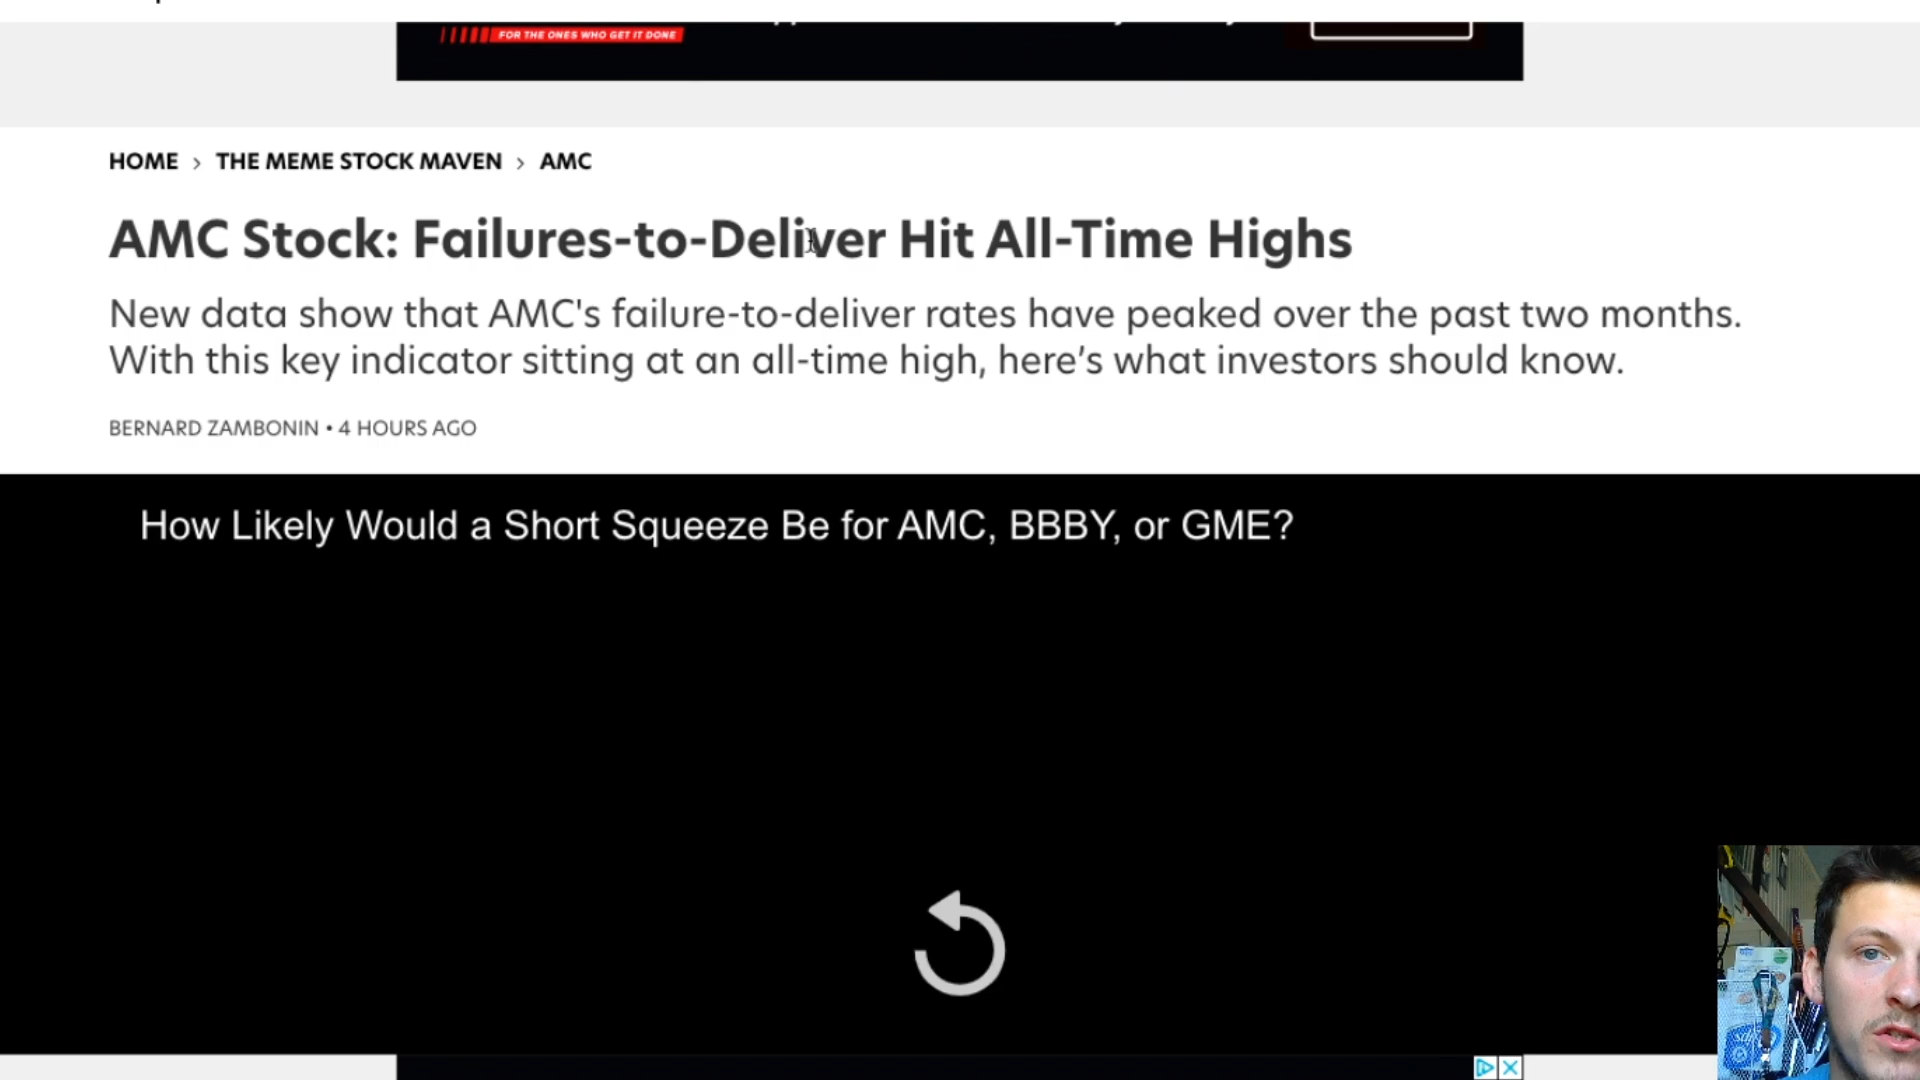 FOR THE ONES WHO GET IT DONE
HOME > THE MEME STOCK MAVEN > AMC
AMC Stock: Failures-to-Deliver Hit All-Time Highs
New data show that AMC's failure-to-deliver rates have peaked over the past two months.
With this key indicator sitting at an all-time high, here’s what investors should know.
BERNARD ZAMBONIN • 4 HOURS AGO
How Likely Would a Short Squeeze Be for AMC, BBBY, or GME?